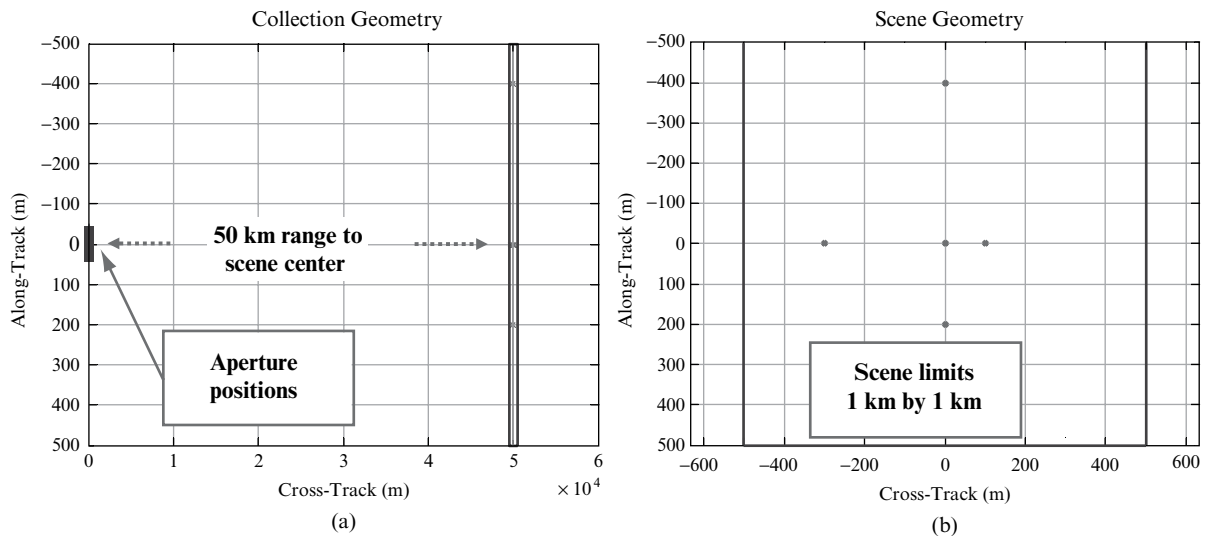 Collection Geometry
−500
−400
−300
−200
−100
0
100
200
300
400
500
Along-Track (m)
50 km range to
scene center
Aperture
positions
0
1
2
3
4
5
6
Cross-Track (m)
× 10⁴
(a)
Scene Geometry
−500
−400
−300
−200
−100
0
100
200
300
400
500
Along-Track (m)
Scene limits
1 km by 1 km
−600
−400
−200
0
200
400
600
Cross-Track (m)
(b)